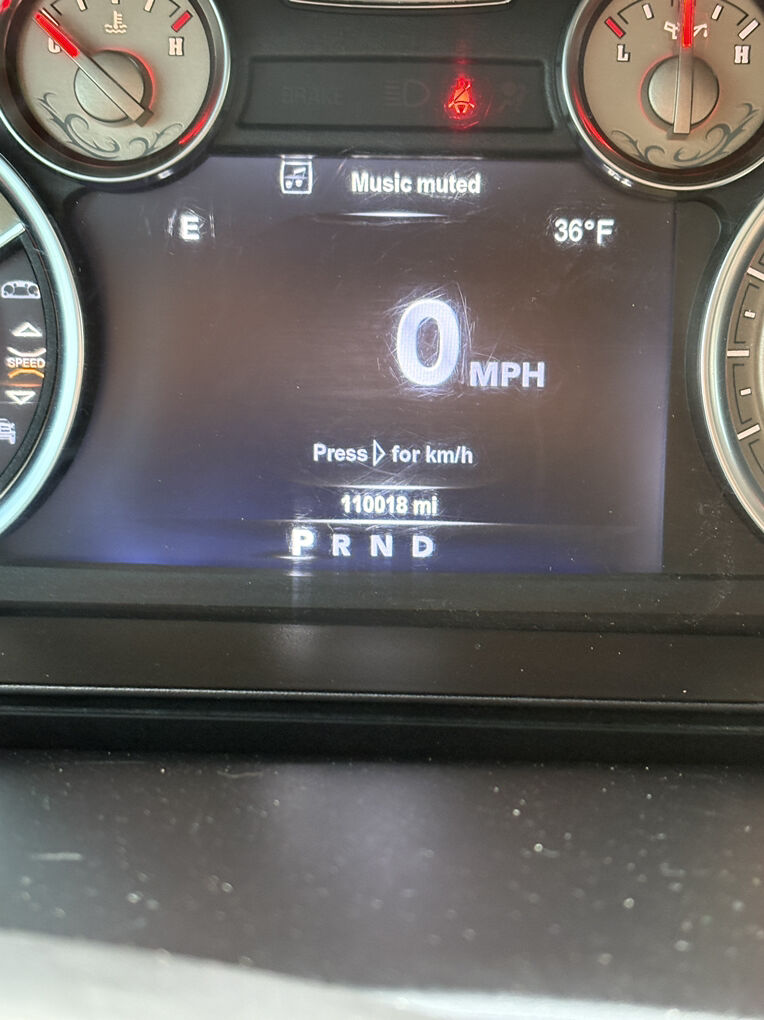 C H
L H
BRAKE
Music muted
E 36°F
0 MPH
SPEED
Press ▷ for km/h
110018 mi
P R N D